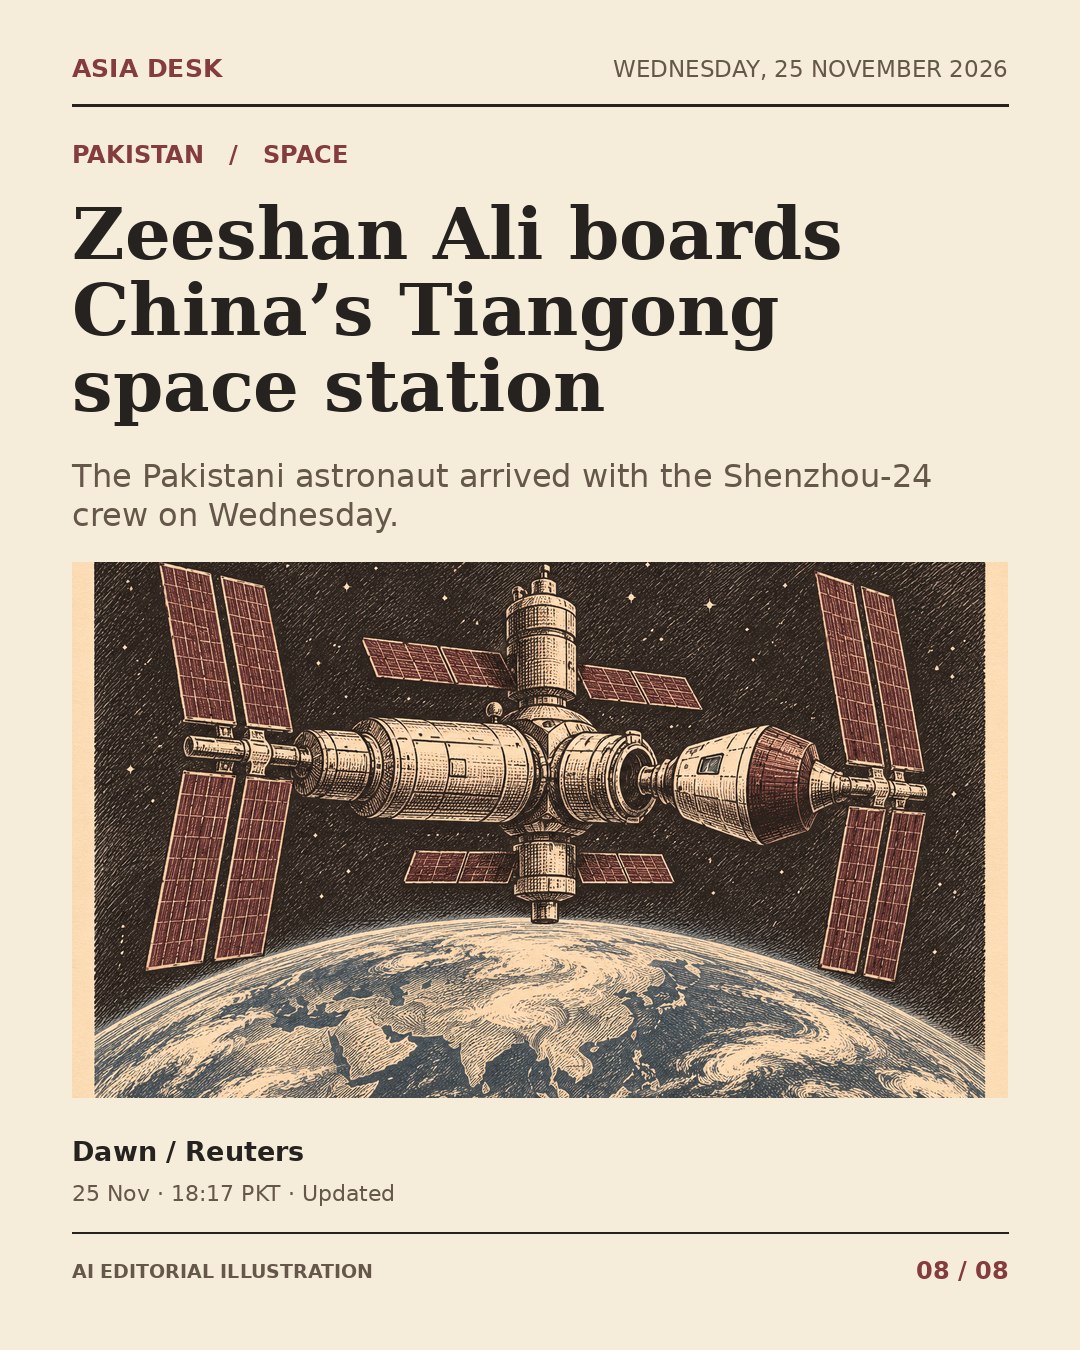 ASIA DESK
WEDNESDAY, 25 NOVEMBER 2026
PAKISTAN / SPACE
Zeeshan Ali boards
China’s Tiangong
space station
The Pakistani astronaut arrived with the Shenzhou-24
crew on Wednesday.
Dawn / Reuters
25 Nov · 18:17 PKT · Updated
AI EDITORIAL ILLUSTRATION
08 / 08